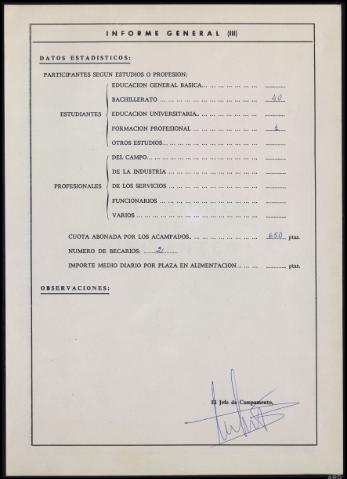 INFORME GENERAL (III)
DATOS ESTADISTICOS:
PARTICIPANTES SEGUN ESTUDIOS O PROFESION:
ESTUDIANTES
EDUCACION GENERAL BASICA
BACHILLERATO 40
EDUCACION UNIVERSITARIA
FORMACION PROFESIONAL 1
OTROS ESTUDIOS
PROFESIONALES
DEL CAMPO
DE LA INDUSTRIA
DE LOS SERVICIOS
FUNCIONARIOS
VARIOS
CUOTA ABONADA POR LOS ACAMPADOS 650 ptas.
NUMERO DE BECARIOS: 2
IMPORTE MEDIO DIARIO POR PLAZA EN ALIMENTACION ptas.
OBSERVACIONES:
El Jefe de Campamento,